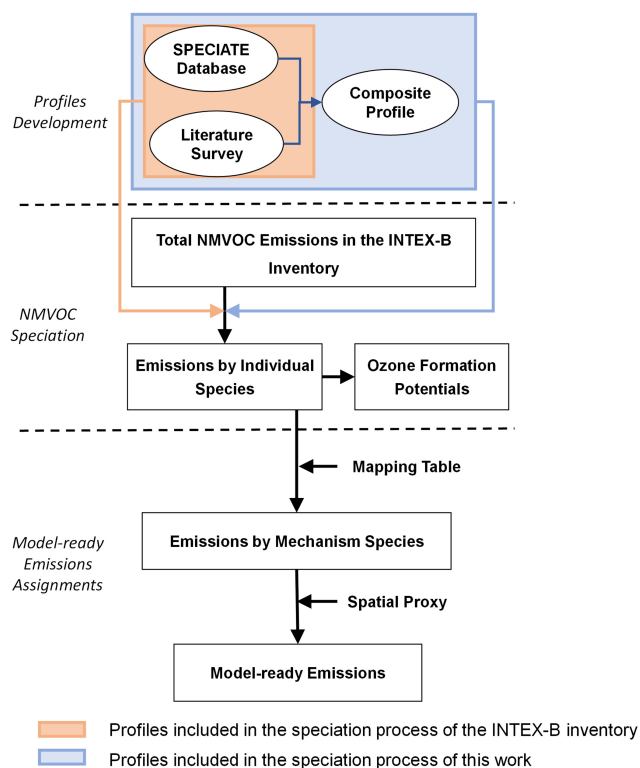 SPECIATE
Database
Composite
Profile
Literature
Survey
Profiles
Development
Total NMVOC Emissions in the INTEX-B
Inventory
NMVOC
Speciation
Emissions by Individual
Species
Ozone Formation
Potentials
Mapping Table
Emissions by Mechanism Species
Model-ready
Emissions
Assignments
Spatial Proxy
Model-ready Emissions
Profiles included in the speciation process of the INTEX-B inventory
Profiles included in the speciation process of this work